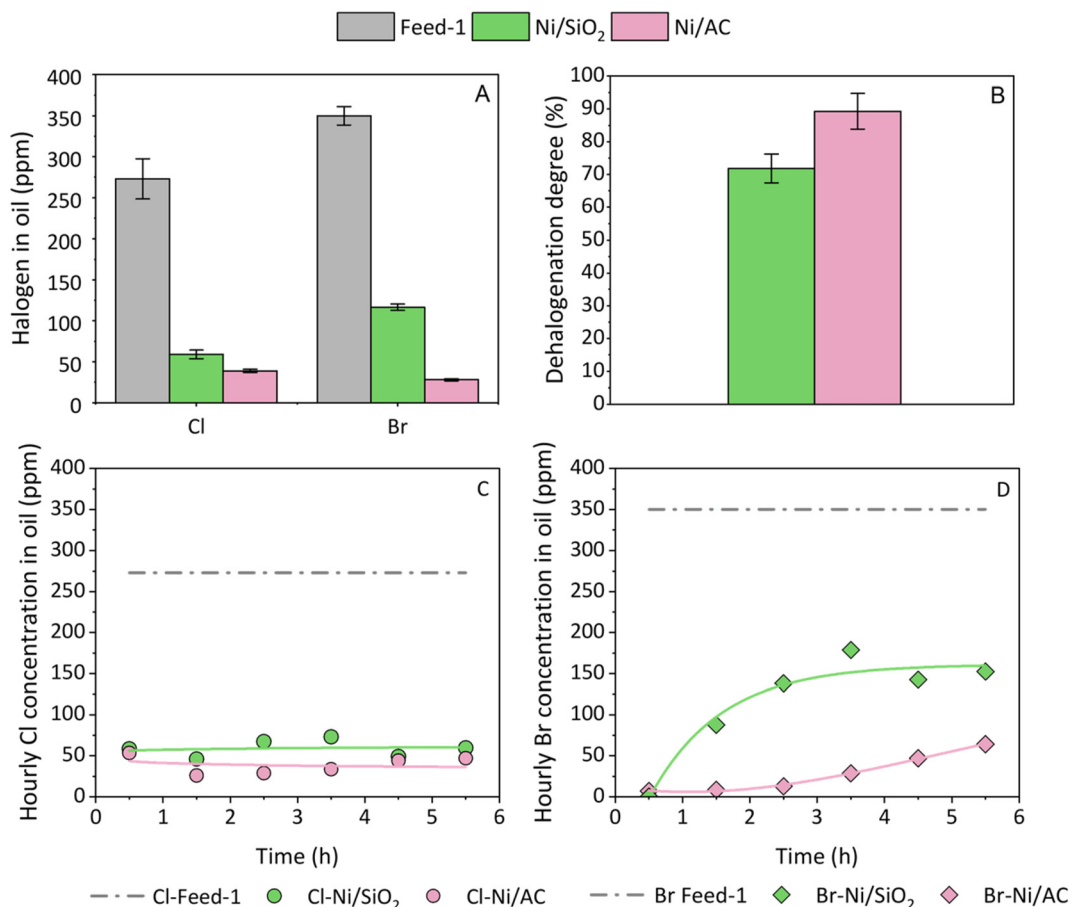 Feed-1 Ni/SiO₂ Ni/AC
A
Halogen in oil (ppm)
400
350
300
250
200
150
100
50
0
Cl Br
B
Dehalogenation degree (%)
100
90
80
70
60
50
40
30
20
10
0
C
Hourly Cl concentration in oil (ppm)
400
350
300
250
200
150
100
50
0
0 1 2 3 4 5 6
Time (h)
Cl-Feed-1 Cl-Ni/SiO₂ Cl-Ni/AC
D
Hourly Br concentration in oil (ppm)
400
350
300
250
200
150
100
50
0
0 1 2 3 4 5 6
Time (h)
Br Feed-1 Br-Ni/SiO₂ Br-Ni/AC